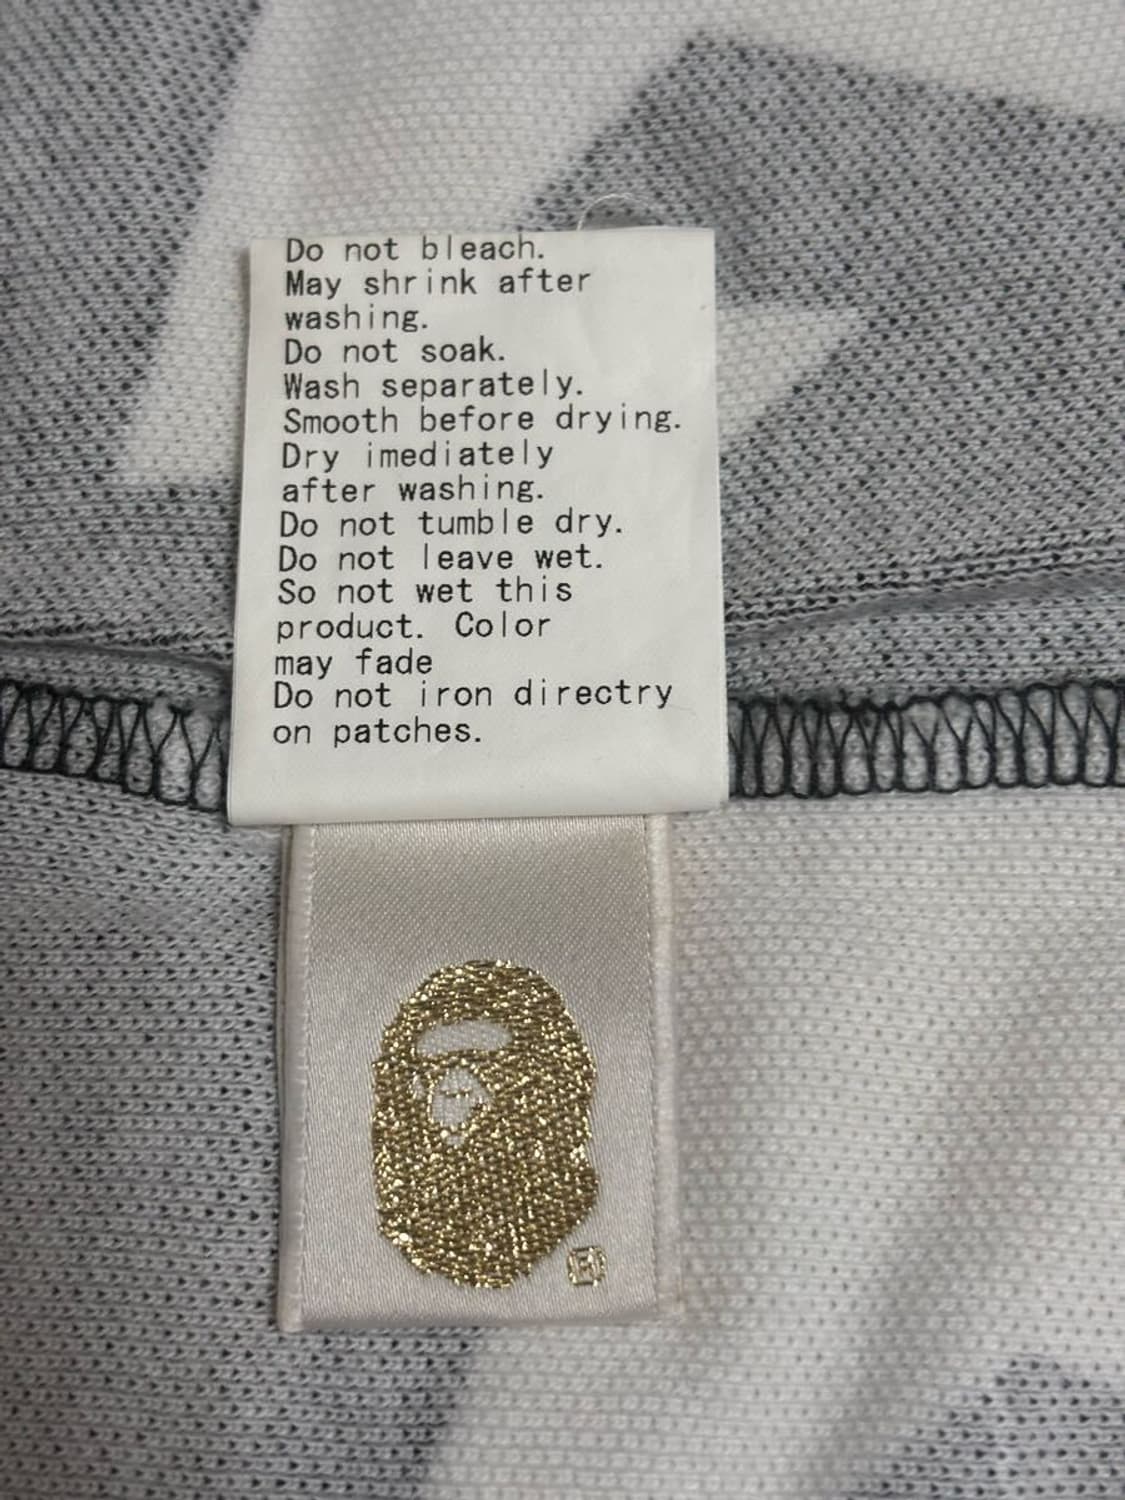 Do not bleach.
May shrink after
washing.
Do not soak.
Wash separately.
Smooth before drying.
Dry imediately
after washing.
Do not tumble dry.
Do not leave wet.
So not wet this
product. Color
may fade
Do not iron directry
on patches.